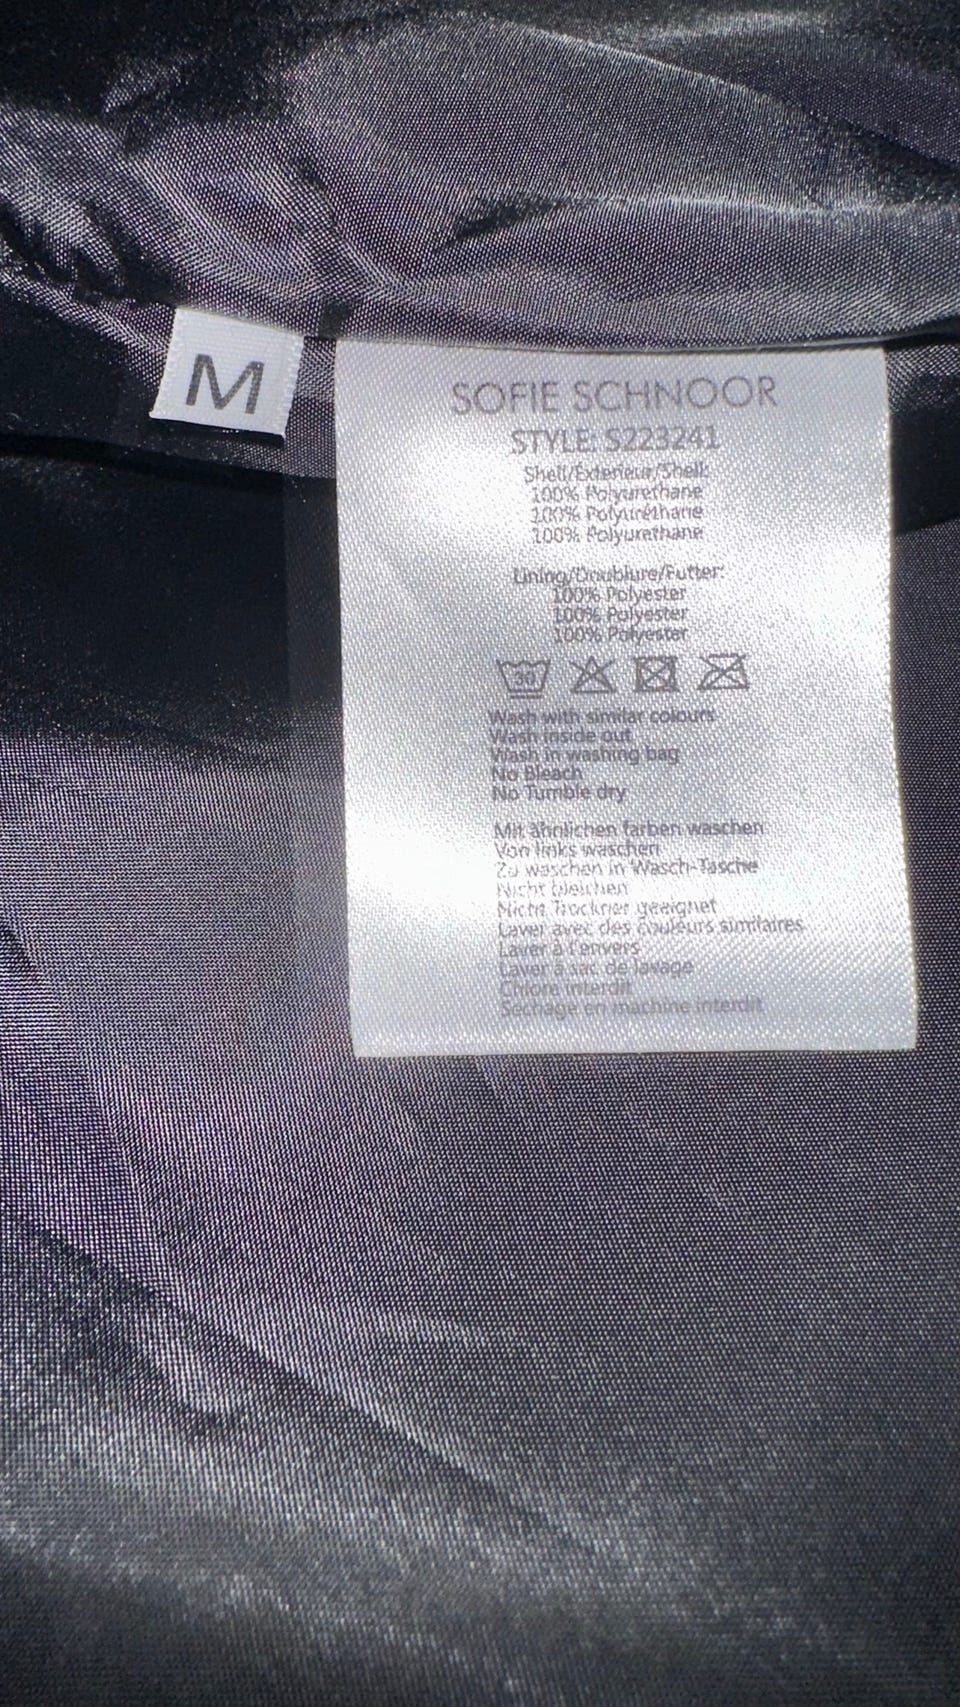 M
SOFIE SCHNOOR
STYLE: S223241
Shell/Exterieur/Shell:
100% Polyurethane
100% Polyuréthane
100% Polyurethane
Lining/Doublure/Futter:
100% Polyester
100% Polyester
100% Polyester
30
Wash with similar colours
Wash inside out
Wash in washing bag
No Bleach
No Tumble dry
Mit ähnlichen farben waschen
Von links waschen
Zu waschen in Wasch-Tasche
Nicht bleichen
Nicht Trockner geeignet
Laver avec des couleurs similaires
Laver à l'envers
Laver à sac de lavage
Chlore interdit
Sechage en machine interdit